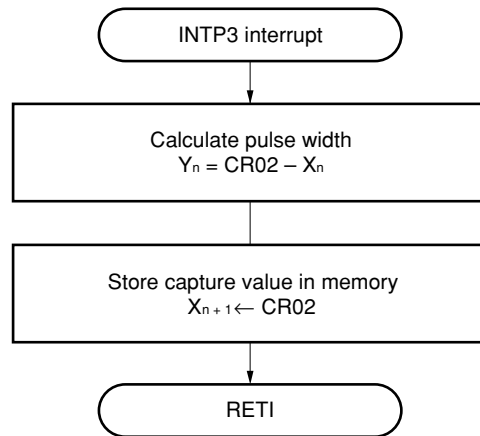 INTP3 interrupt
Calculate pulse width
Yn = CR02 – Xn
Store capture value in memory
Xn + 1 ← CR02
RETI